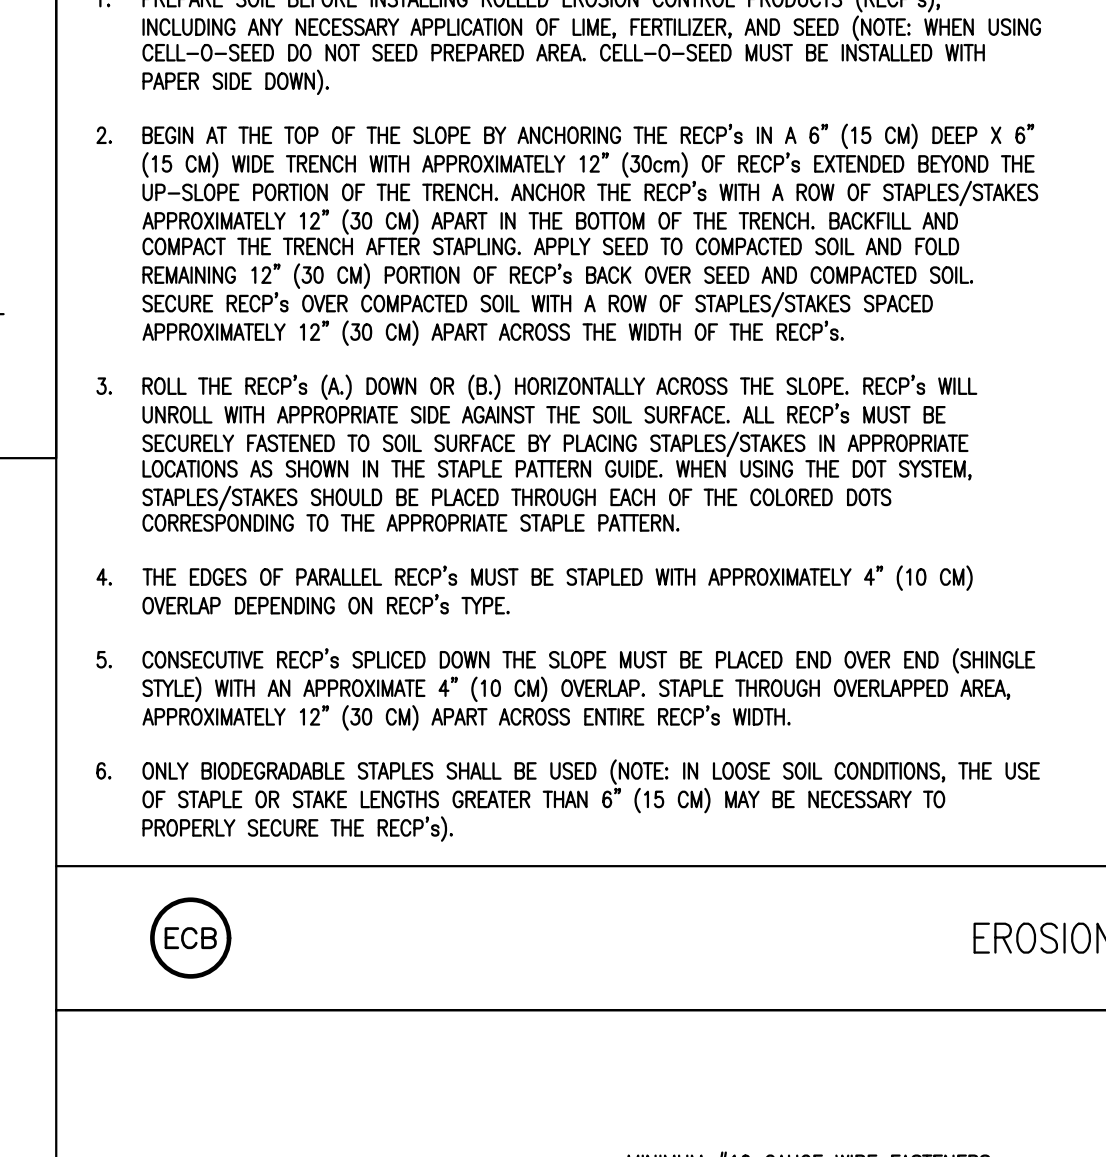 1. PREPARE SOIL BEFORE INSTALLING ROLLED EROSION CONTROL PRODUCTS (RECP's),
INCLUDING ANY NECESSARY APPLICATION OF LIME, FERTILIZER, AND SEED (NOTE: WHEN USING
CELL-O-SEED DO NOT SEED PREPARED AREA. CELL-O-SEED MUST BE INSTALLED WITH
PAPER SIDE DOWN).
2. BEGIN AT THE TOP OF THE SLOPE BY ANCHORING THE RECP's IN A 6" (15 CM) DEEP X 6"
(15 CM) WIDE TRENCH WITH APPROXIMATELY 12" (30cm) OF RECP's EXTENDED BEYOND THE
UP-SLOPE PORTION OF THE TRENCH. ANCHOR THE RECP's WITH A ROW OF STAPLES/STAKES
APPROXIMATELY 12" (30 CM) APART IN THE BOTTOM OF THE TRENCH. BACKFILL AND
COMPACT THE TRENCH AFTER STAPLING. APPLY SEED TO COMPACTED SOIL AND FOLD
REMAINING 12" (30 CM) PORTION OF RECP's BACK OVER SEED AND COMPACTED SOIL.
SECURE RECP's OVER COMPACTED SOIL WITH A ROW OF STAPLES/STAKES SPACED
APPROXIMATELY 12" (30 CM) APART ACROSS THE WIDTH OF THE RECP's.
3. ROLL THE RECP's (A.) DOWN OR (B.) HORIZONTALLY ACROSS THE SLOPE. RECP's WILL
UNROLL WITH APPROPRIATE SIDE AGAINST THE SOIL SURFACE. ALL RECP's MUST BE
SECURELY FASTENED TO SOIL SURFACE BY PLACING STAPLES/STAKES IN APPROPRIATE
LOCATIONS AS SHOWN IN THE STAPLE PATTERN GUIDE. WHEN USING THE DOT SYSTEM,
STAPLES/STAKES SHOULD BE PLACED THROUGH EACH OF THE COLORED DOTS
CORRESPONDING TO THE APPROPRIATE STAPLE PATTERN.
4. THE EDGES OF PARALLEL RECP's MUST BE STAPLED WITH APPROXIMATELY 4" (10 CM)
OVERLAP DEPENDING ON RECP's TYPE.
5. CONSECUTIVE RECP's SPLICED DOWN THE SLOPE MUST BE PLACED END OVER END (SHINGLE
STYLE) WITH AN APPROXIMATE 4" (10 CM) OVERLAP. STAPLE THROUGH OVERLAPPED AREA,
APPROXIMATELY 12" (30 CM) APART ACROSS ENTIRE RECP's WIDTH.
6. ONLY BIODEGRADABLE STAPLES SHALL BE USED (NOTE: IN LOOSE SOIL CONDITIONS, THE USE
OF STAPLE OR STAKE LENGTHS GREATER THAN 6" (15 CM) MAY BE NECESSARY TO
PROPERLY SECURE THE RECP's).
ECB
EROSION